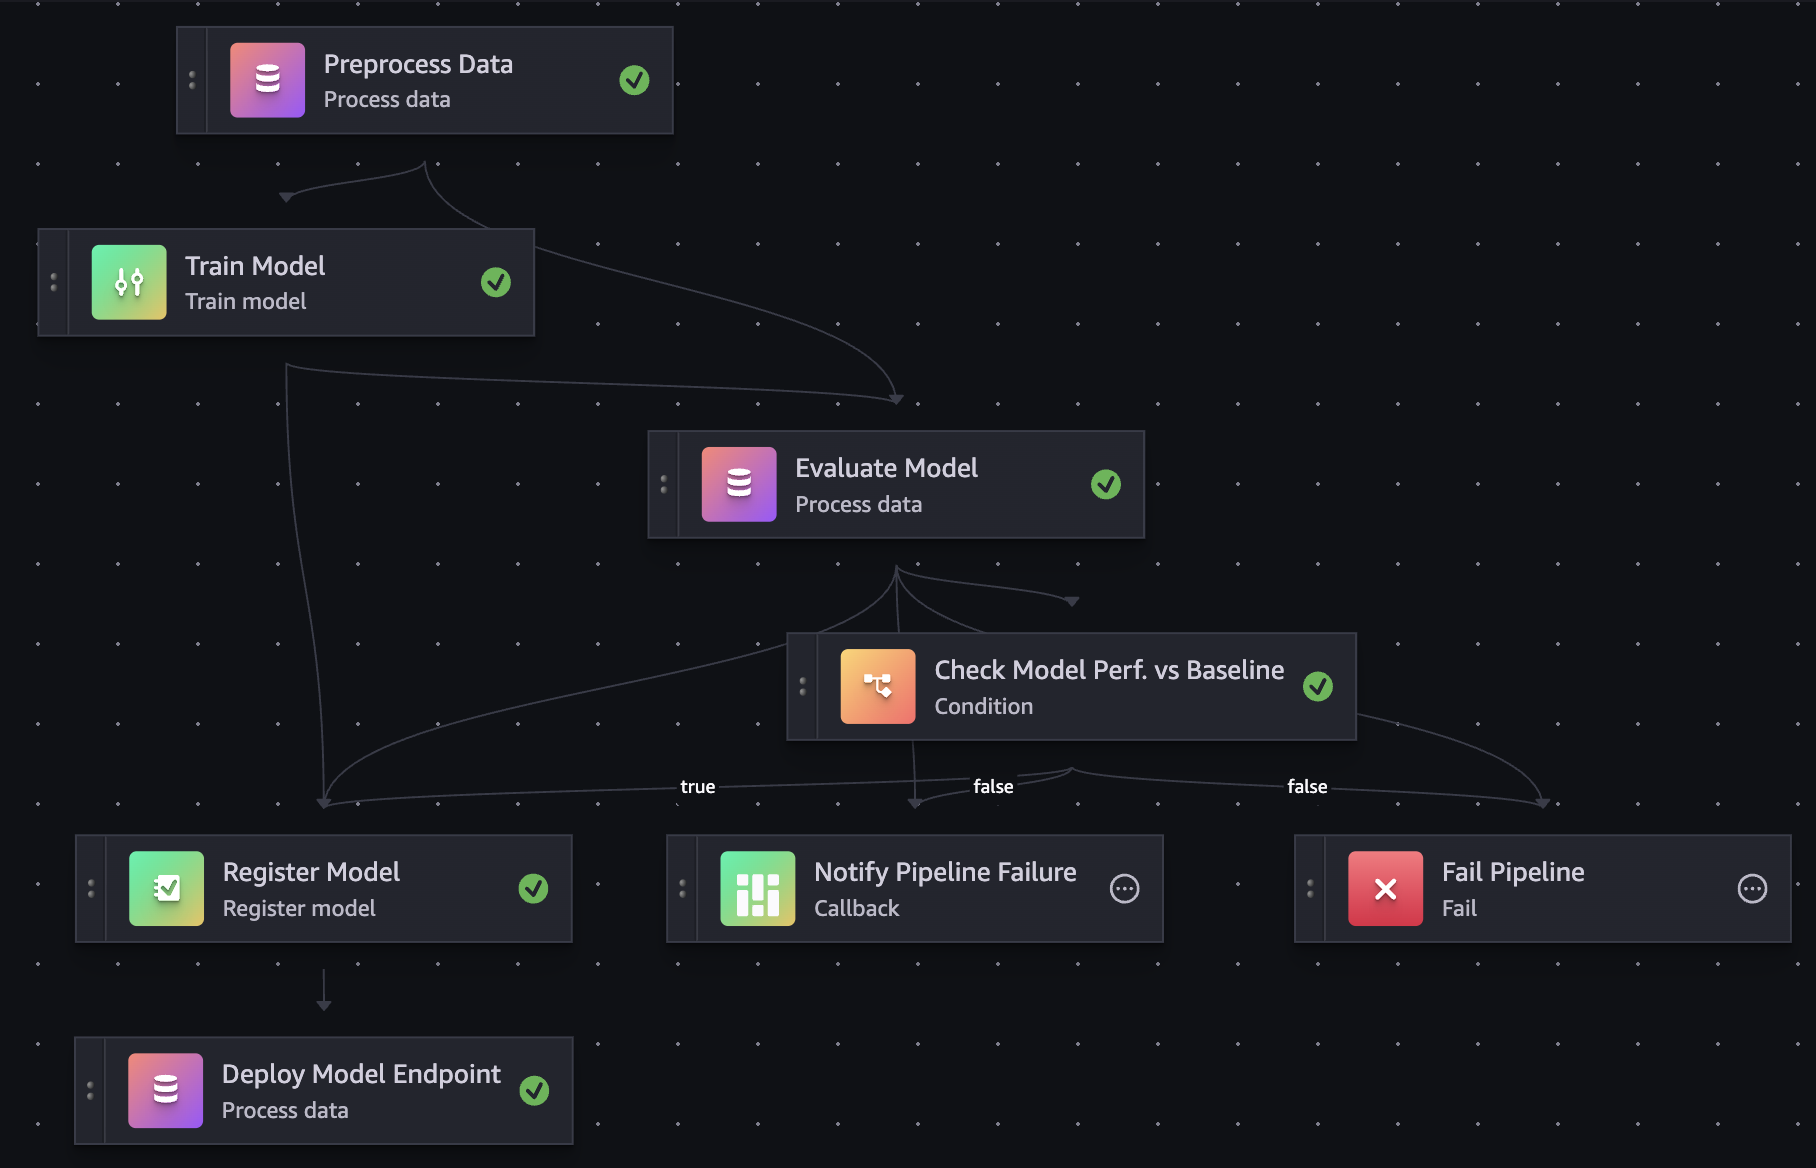 Preprocess Data
Process data
Train Model
Train model
Evaluate Model
Process data
Check Model Perf. vs Baseline
Condition
true
false
false
Register Model
Register model
Notify Pipeline Failure
Callback
Fail Pipeline
Fail
Deploy Model Endpoint
Process data